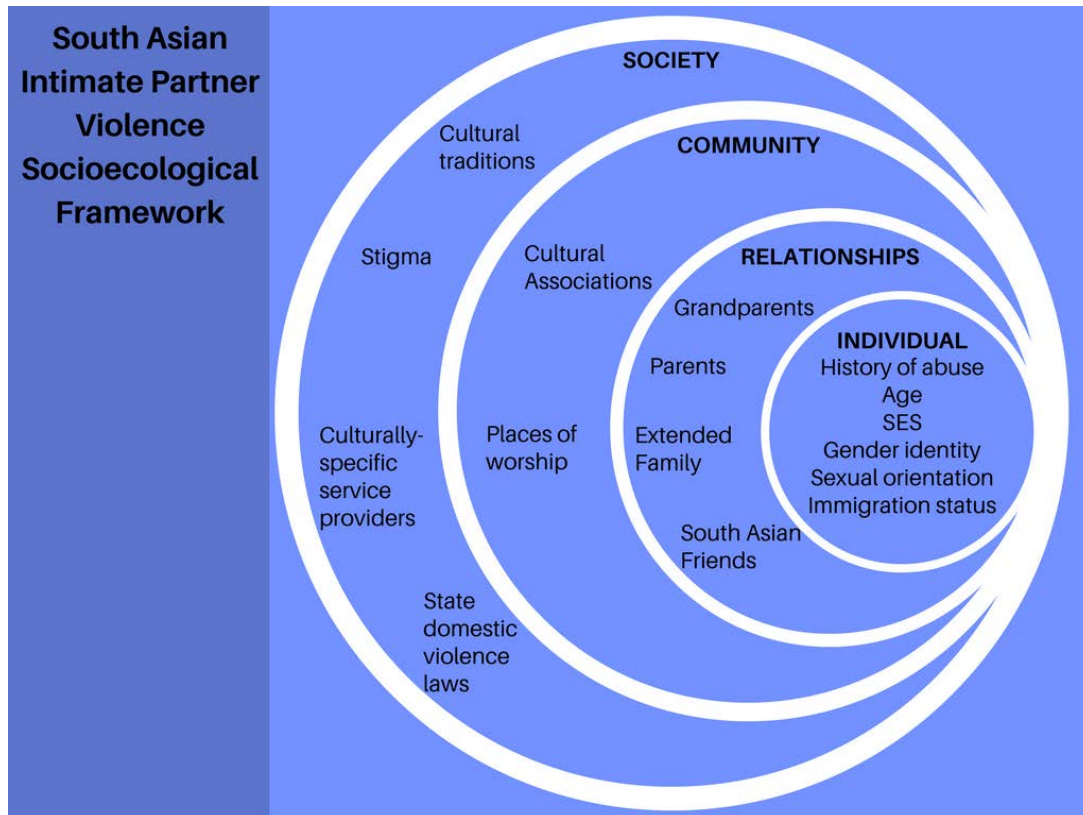 South Asian
Intimate Partner
Violence
Socioecological
Framework
SOCIETY
Cultural
traditions
Stigma
Culturally-
specific
service
providers
State
domestic
violence
laws
COMMUNITY
Cultural
Associations
Places of
worship
RELATIONSHIPS
Grandparents
Parents
Extended
Family
South Asian
Friends
INDIVIDUAL
History of abuse
Age
SES
Gender identity
Sexual orientation
Immigration status